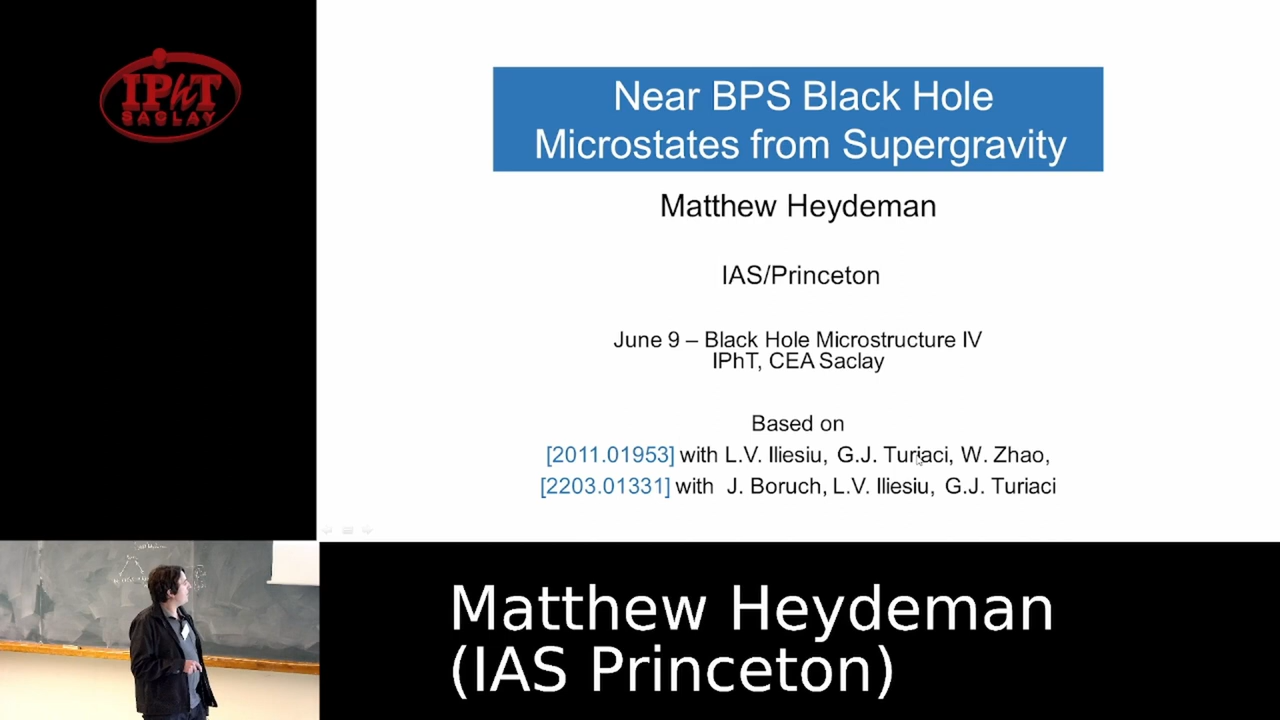 IPhT
SACLAY
Near BPS Black Hole
Microstates from Supergravity
Matthew Heydeman
IAS/Princeton
June 9 – Black Hole Microstructure IV
IPhT, CEA Saclay
Based on
[2011.01953] with L.V. Iliesiu, G.J. Turiaci, W. Zhao,
[2203.01331] with J. Boruch, L.V. Iliesiu, G.J. Turiaci
Matthew Heydeman
(IAS Princeton)